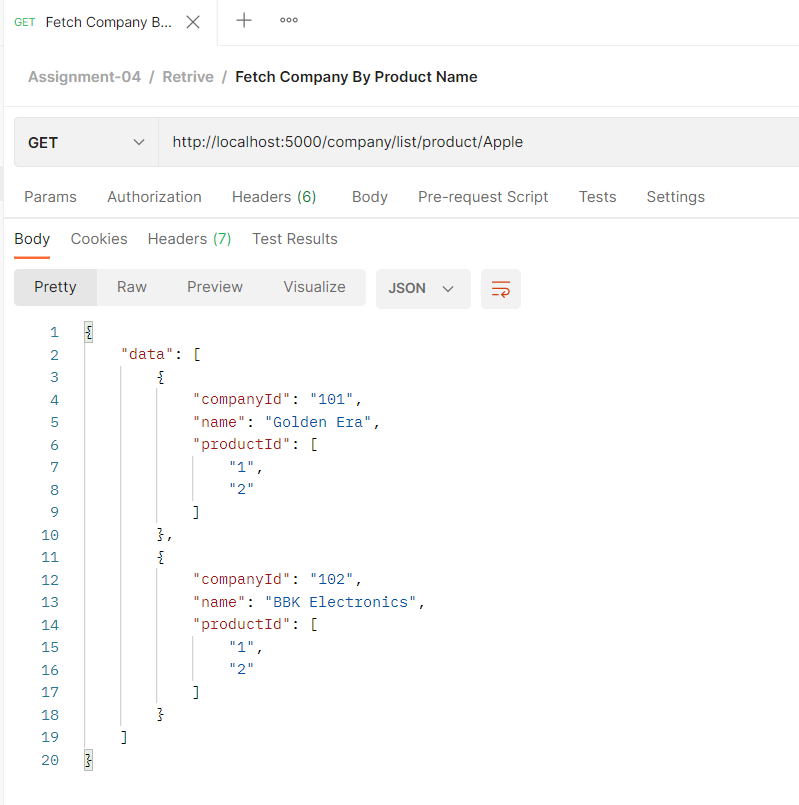 GET Fetch Company B...
Assignment-04 / Retrive / Fetch Company By Product Name
GET http://localhost:5000/company/list/product/Apple
Params Authorization Headers (6) Body Pre-request Script Tests Settings
Body Cookies Headers (7) Test Results
Pretty Raw Preview Visualize JSON
1 {
2 "data": [
3 {
4 "companyId": "101",
5 "name": "Golden Era",
6 "productId": [
7 "1",
8 "2"
9 ]
10 },
11 {
12 "companyId": "102",
13 "name": "BBK Electronics",
14 "productId": [
15 "1",
16 "2"
17 ]
18 }
19 ]
20 }